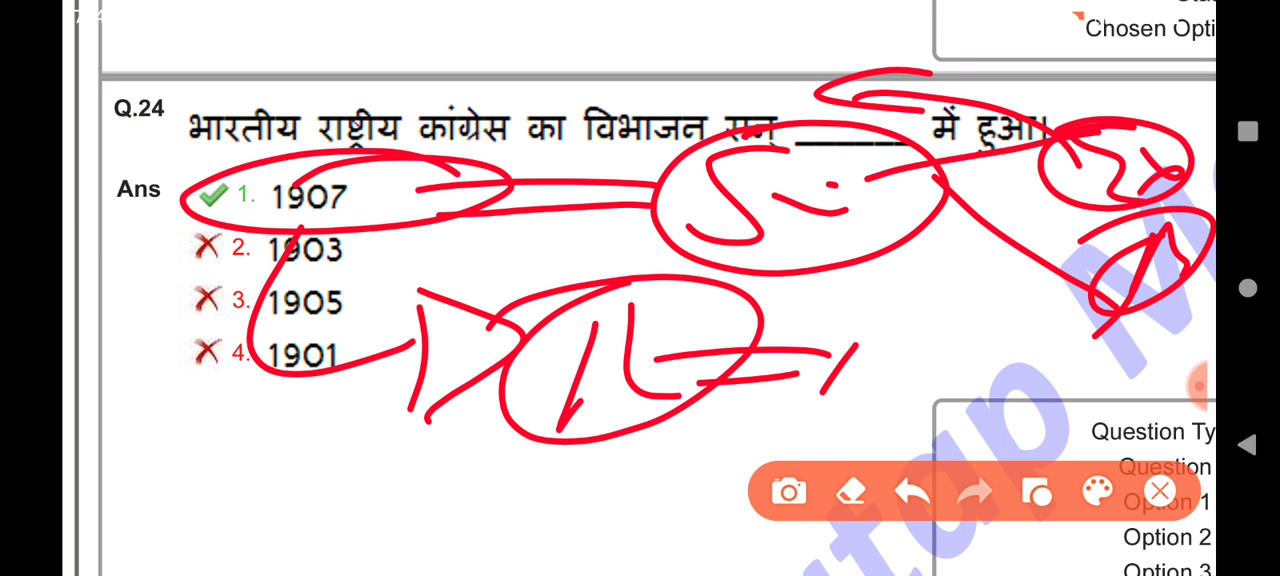 Chosen Opti
Q.24 भारतीय राष्ट्रीय कांग्रेस का विभाजन सन् ______ में हुआ।
Ans 1. 1907
2. 1903
3. 1905
4. 1901
Question Ty
Question
Option 1
Option 2
Option 3